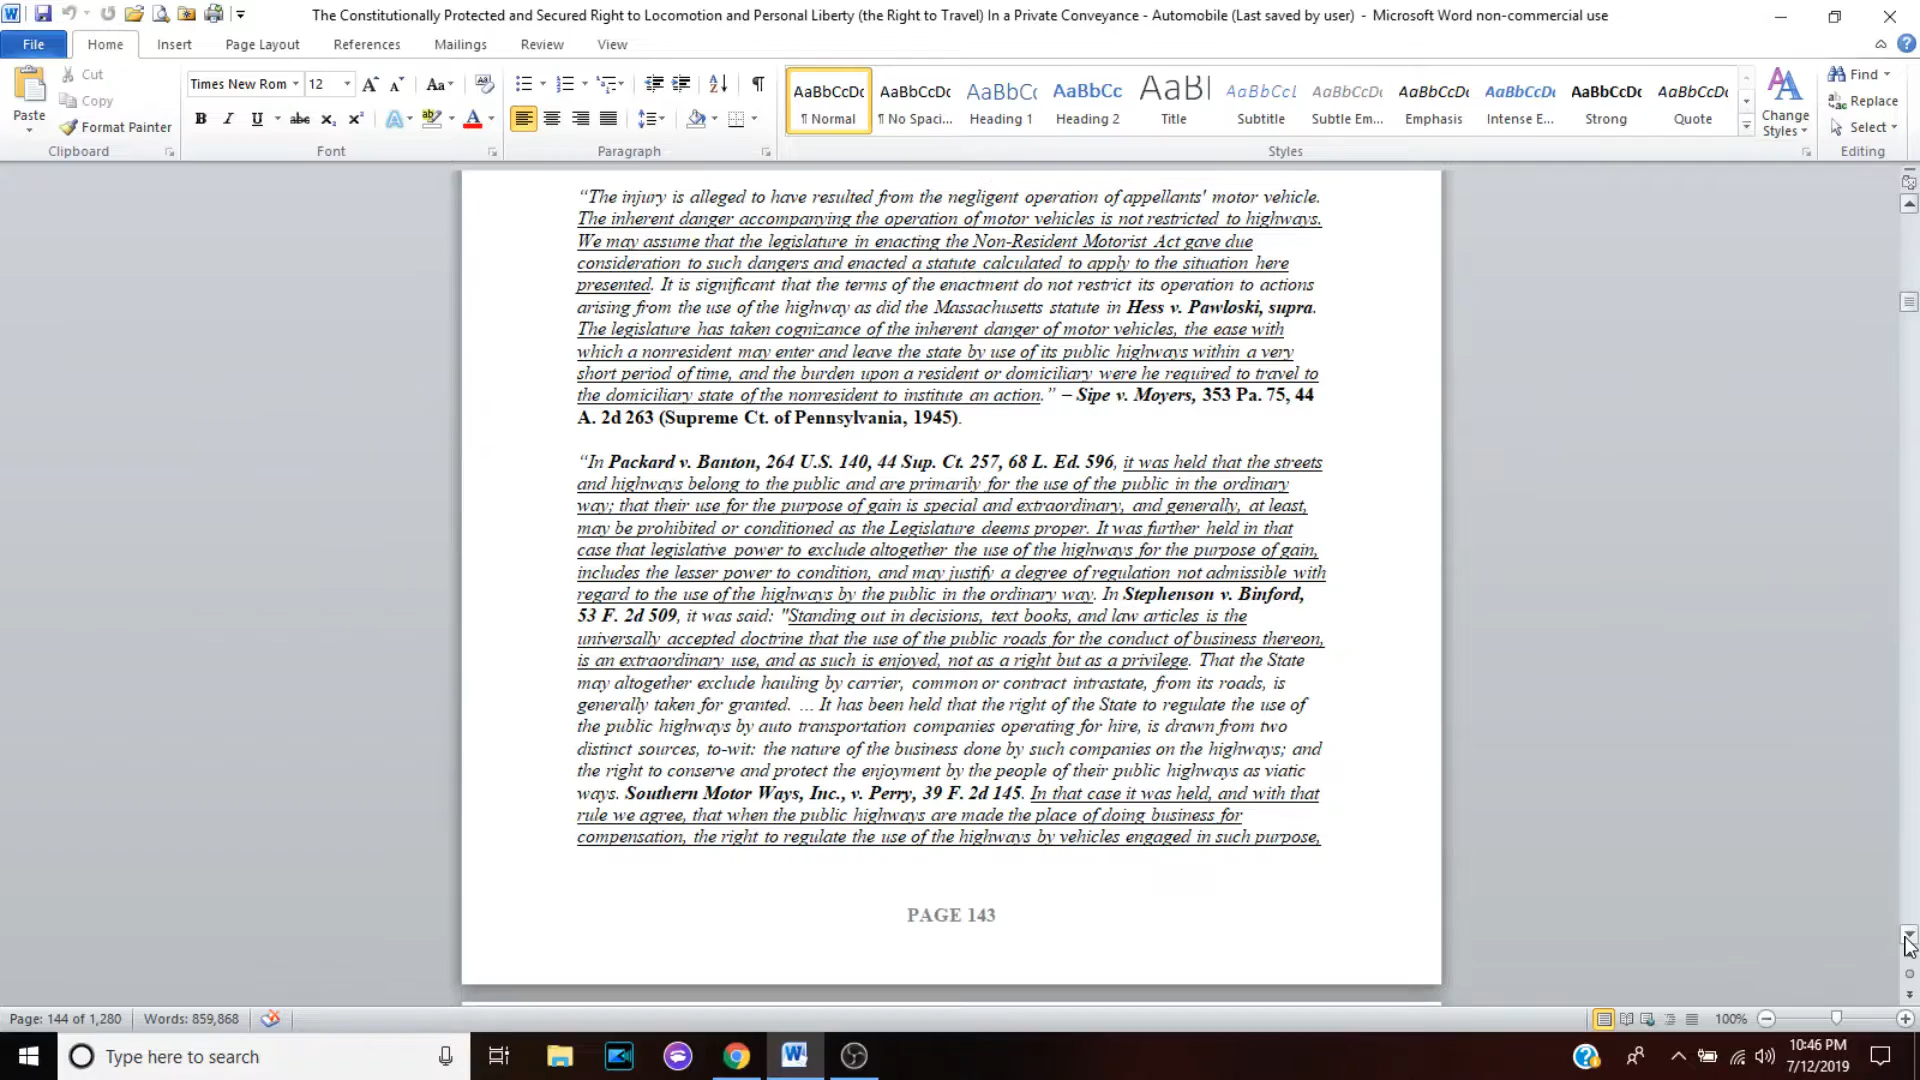 The Constitutionally Protected and Secured Right to Locomotion and Personal Liberty (the Right to Travel) In a Private Conveyance - Automobile (Last saved by user) - Microsoft Word non-commercial use
File Home Insert Page Layout References Mailings Review View
Paste
Cut
Copy
Format Painter
Clipboard
Times New Rom 12
Font
Paragraph
AaBbCcDc AaBbCcDc AaBbCc AaBbCc AaBl AaBbCcI AaBbCcDc AaBbCcDc AaBbCcDc AaBbCcDc AaBbCcDc
¶ Normal ¶ No Spaci... Heading 1 Heading 2 Title Subtitle Subtle Em... Emphasis Intense E... Strong Quote
Styles
Change
Styles
Find
Replace
Select
Editing
“The injury is alleged to have resulted from the negligent operation of appellants' motor vehicle.
The inherent danger accompanying the operation of motor vehicles is not restricted to highways.
We may assume that the legislature in enacting the Non-Resident Motorist Act gave due
consideration to such dangers and enacted a statute calculated to apply to the situation here
presented. It is significant that the terms of the enactment do not restrict its operation to actions
arising from the use of the highway as did the Massachusetts statute in Hess v. Pawloski, supra.
The legislature has taken cognizance of the inherent danger of motor vehicles, the ease with
which a nonresident may enter and leave the state by use of its public highways within a very
short period of time, and the burden upon a resident or domiciliary were he required to travel to
the domiciliary state of the nonresident to institute an action.” – Sipe v. Moyers, 353 Pa. 75, 44
A. 2d 263 (Supreme Ct. of Pennsylvania, 1945).
“In Packard v. Banton, 264 U.S. 140, 44 Sup. Ct. 257, 68 L. Ed. 596, it was held that the streets
and highways belong to the public and are primarily for the use of the public in the ordinary
way; that their use for the purpose of gain is special and extraordinary, and generally, at least,
may be prohibited or conditioned as the Legislature deems proper. It was further held in that
case that legislative power to exclude altogether the use of the highways for the purpose of gain,
includes the lesser power to condition, and may justify a degree of regulation not admissible with
regard to the use of the highways by the public in the ordinary way. In Stephenson v. Binford,
53 F. 2d 509, it was said: "Standing out in decisions, text books, and law articles is the
universally accepted doctrine that the use of the public roads for the conduct of business thereon,
is an extraordinary use, and as such is enjoyed, not as a right but as a privilege. That the State
may altogether exclude hauling by carrier, common or contract intrastate, from its roads, is
generally taken for granted. ... It has been held that the right of the State to regulate the use of
the public highways by auto transportation companies operating for hire, is drawn from two
distinct sources, to-wit: the nature of the business done by such companies on the highways; and
the right to conserve and protect the enjoyment by the people of their public highways as viatic
ways. Southern Motor Ways, Inc., v. Perry, 39 F. 2d 145. In that case it was held, and with that
rule we agree, that when the public highways are made the place of doing business for
compensation, the right to regulate the use of the highways by vehicles engaged in such purpose,
PAGE 143
Page: 144 of 1,280 Words: 859,868 100%
Type here to search
10:46 PM
7/12/2019